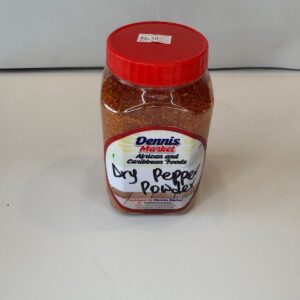 Dennis
Market
African and
Caribbean Foods
Dry Pepper
Powder